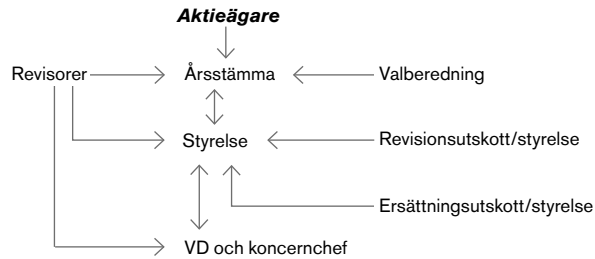 Aktieägare
Revisorer
Årsstämma
Valberedning
Styrelse
Revisionsutskott/styrelse
Ersättningsutskott/styrelse
VD och koncernchef